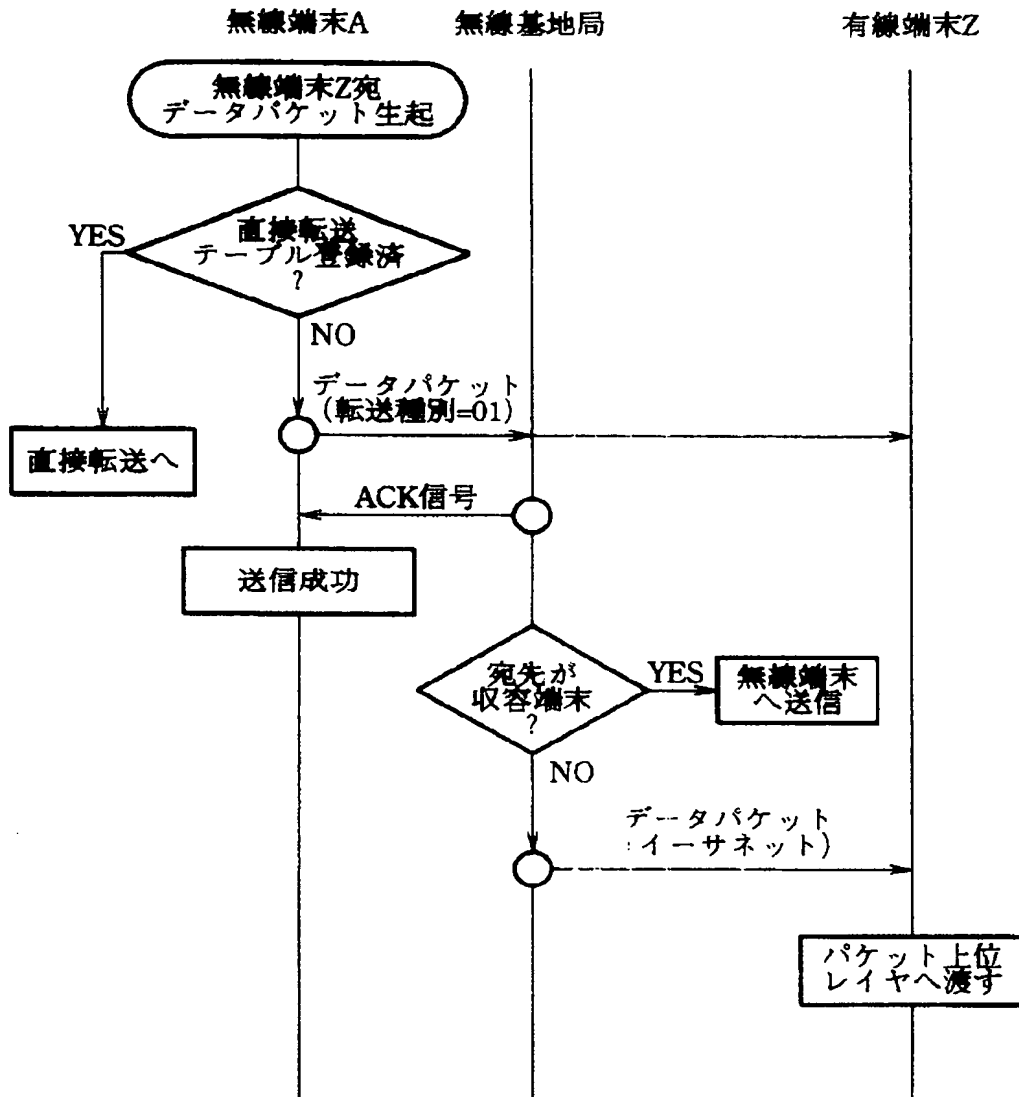 無線端末A
無線基地局
有線端末Z
無線端末Z宛
データパケット生起
直接転送
テーブル登録済
?
YES
NO
データパケット
(転送種別=01)
直接転送へ
ACK信号
送信成功
宛先が
収容端末
?
YES
無線端末
へ送信
NO
データパケット
(イーサネット)
パケット上位
レイヤへ渡す